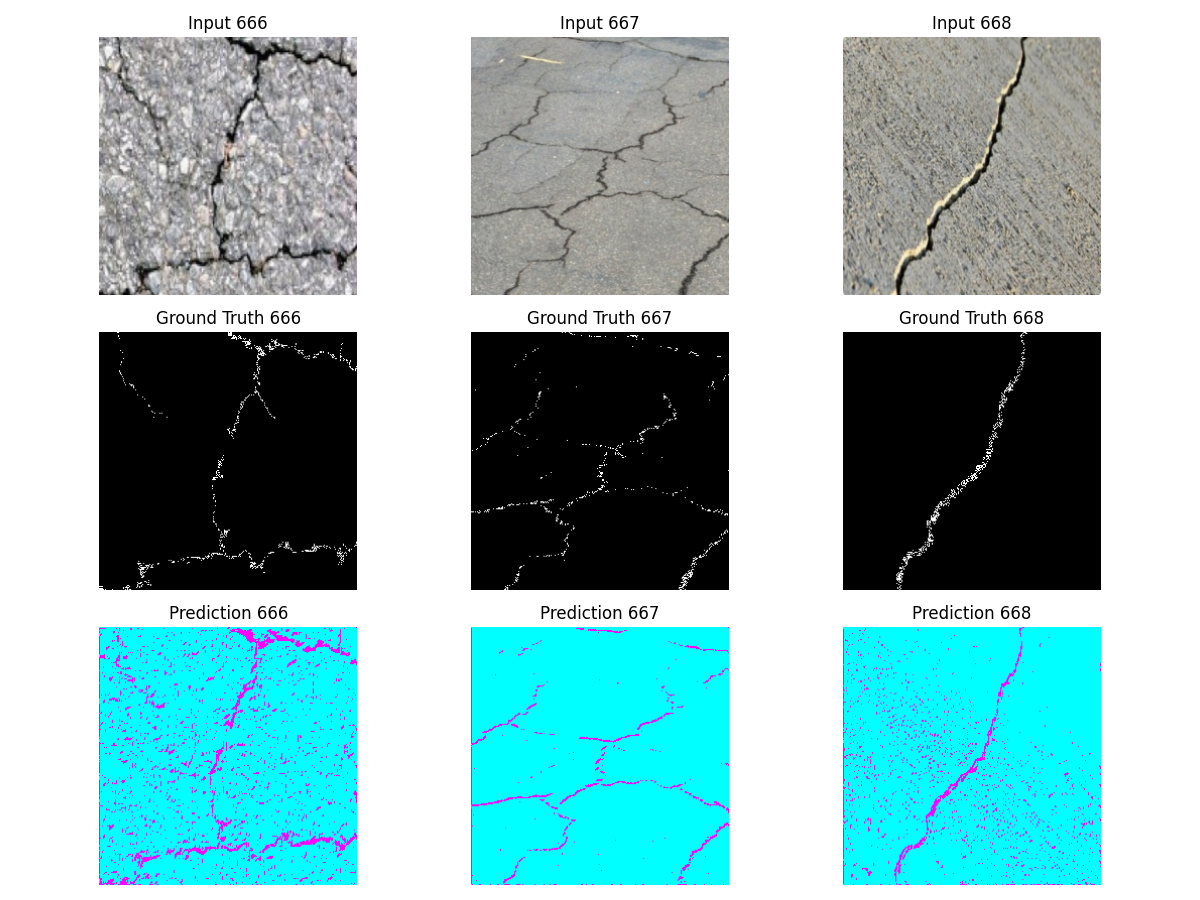 Input 666
Input 667
Input 668
Ground Truth 666
Ground Truth 667
Ground Truth 668
Prediction 666
Prediction 667
Prediction 668